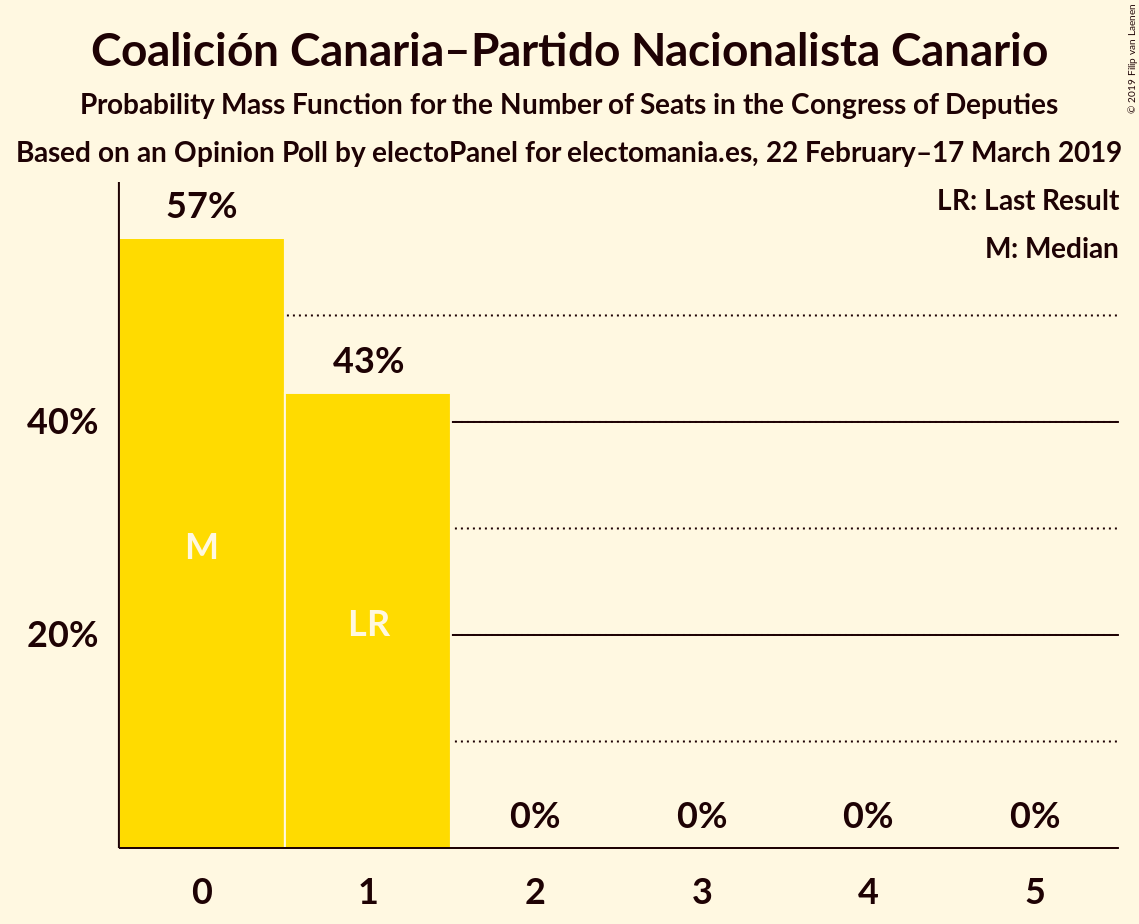 Coalición Canaria–Partido Nacionalista Canario
Probability Mass Function for the Number of Seats in the Congress of Deputies
Based on an Opinion Poll by electoPanel for electomania.es, 22 February–17 March 2019
© 2019 Filip van Laenen
LR: Last Result
M: Median
57%
43%
40%
M
LR
20%
0% 0% 0% 0%
0 1 2 3 4 5